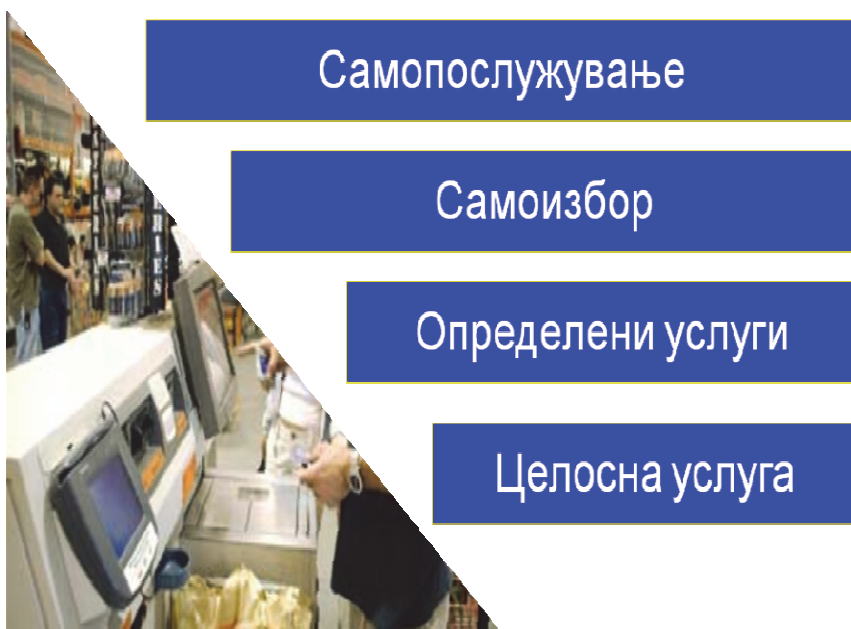 Самопослужување
Самоизбор
Определени услуги
Целосна услуга